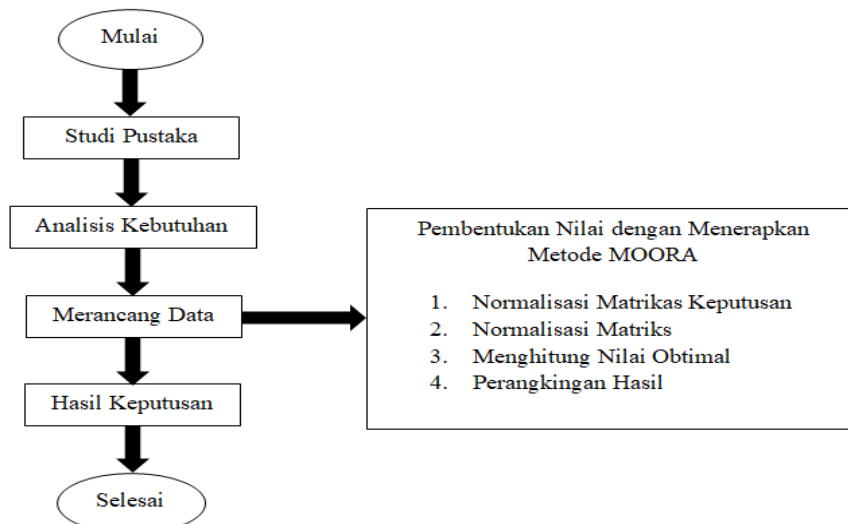 Mulai
Studi Pustaka
Analisis Kebutuhan
Merancang Data
Hasil Keputusan
Selesai
Pembentukan Nilai dengan Menerapkan
Metode MOORA
1. Normalisasi Matrikas Keputusan
2. Normalisasi Matriks
3. Menghitung Nilai Obtimal
4. Perangkingan Hasil